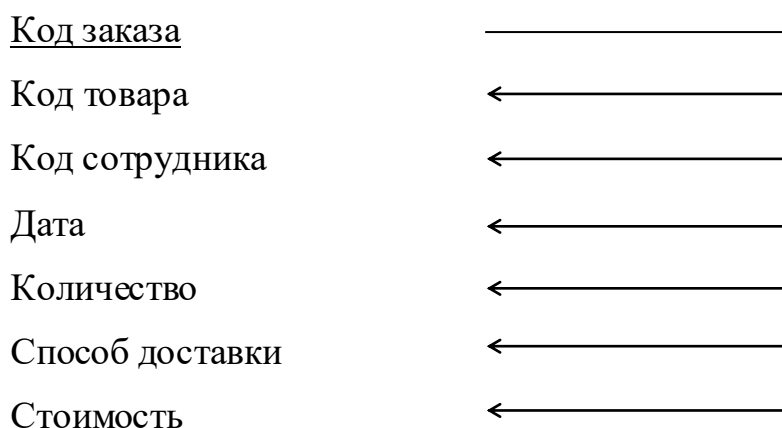 Код заказа
Код товара
Код сотрудника
Дата
Количество
Способ доставки
Стоимость